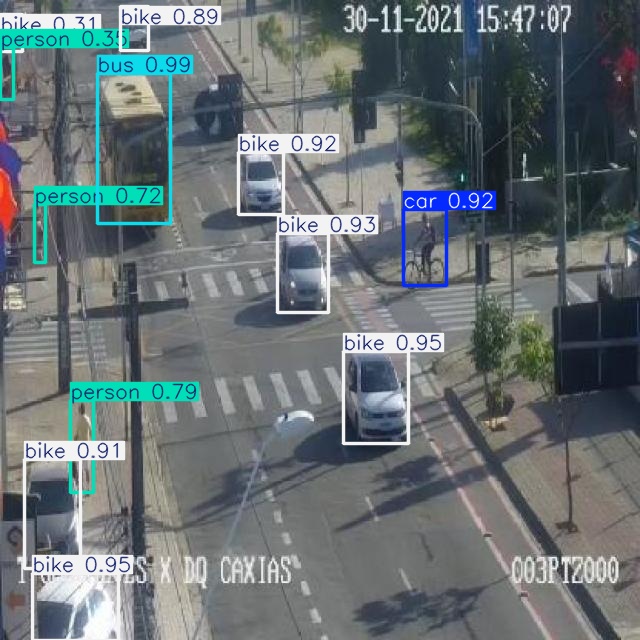 30-11-2021 15:47:07
bike 0.31
bike 0.89
person 0.35
bus 0.99
bike 0.92
person 0.72
car 0.92
bike 0.93
bike 0.95
person 0.79
bike 0.91
bike 0.95
X DQ CAXIAS
003PTZ000